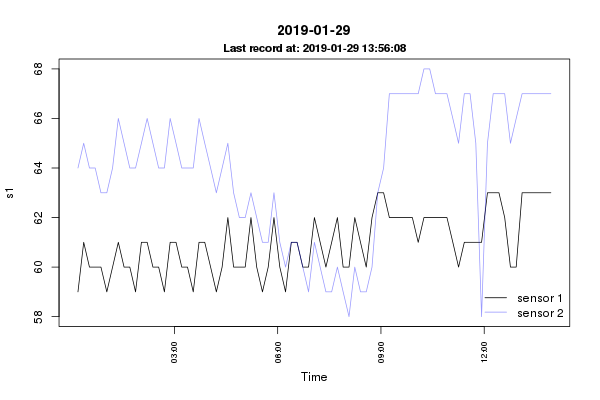 2019-01-29
Last record at: 2019-01-29 13:56:08
68
66
64
62
60
58
s1
sensor 1
sensor 2
03:00
06:00
09:00
12:00
Time